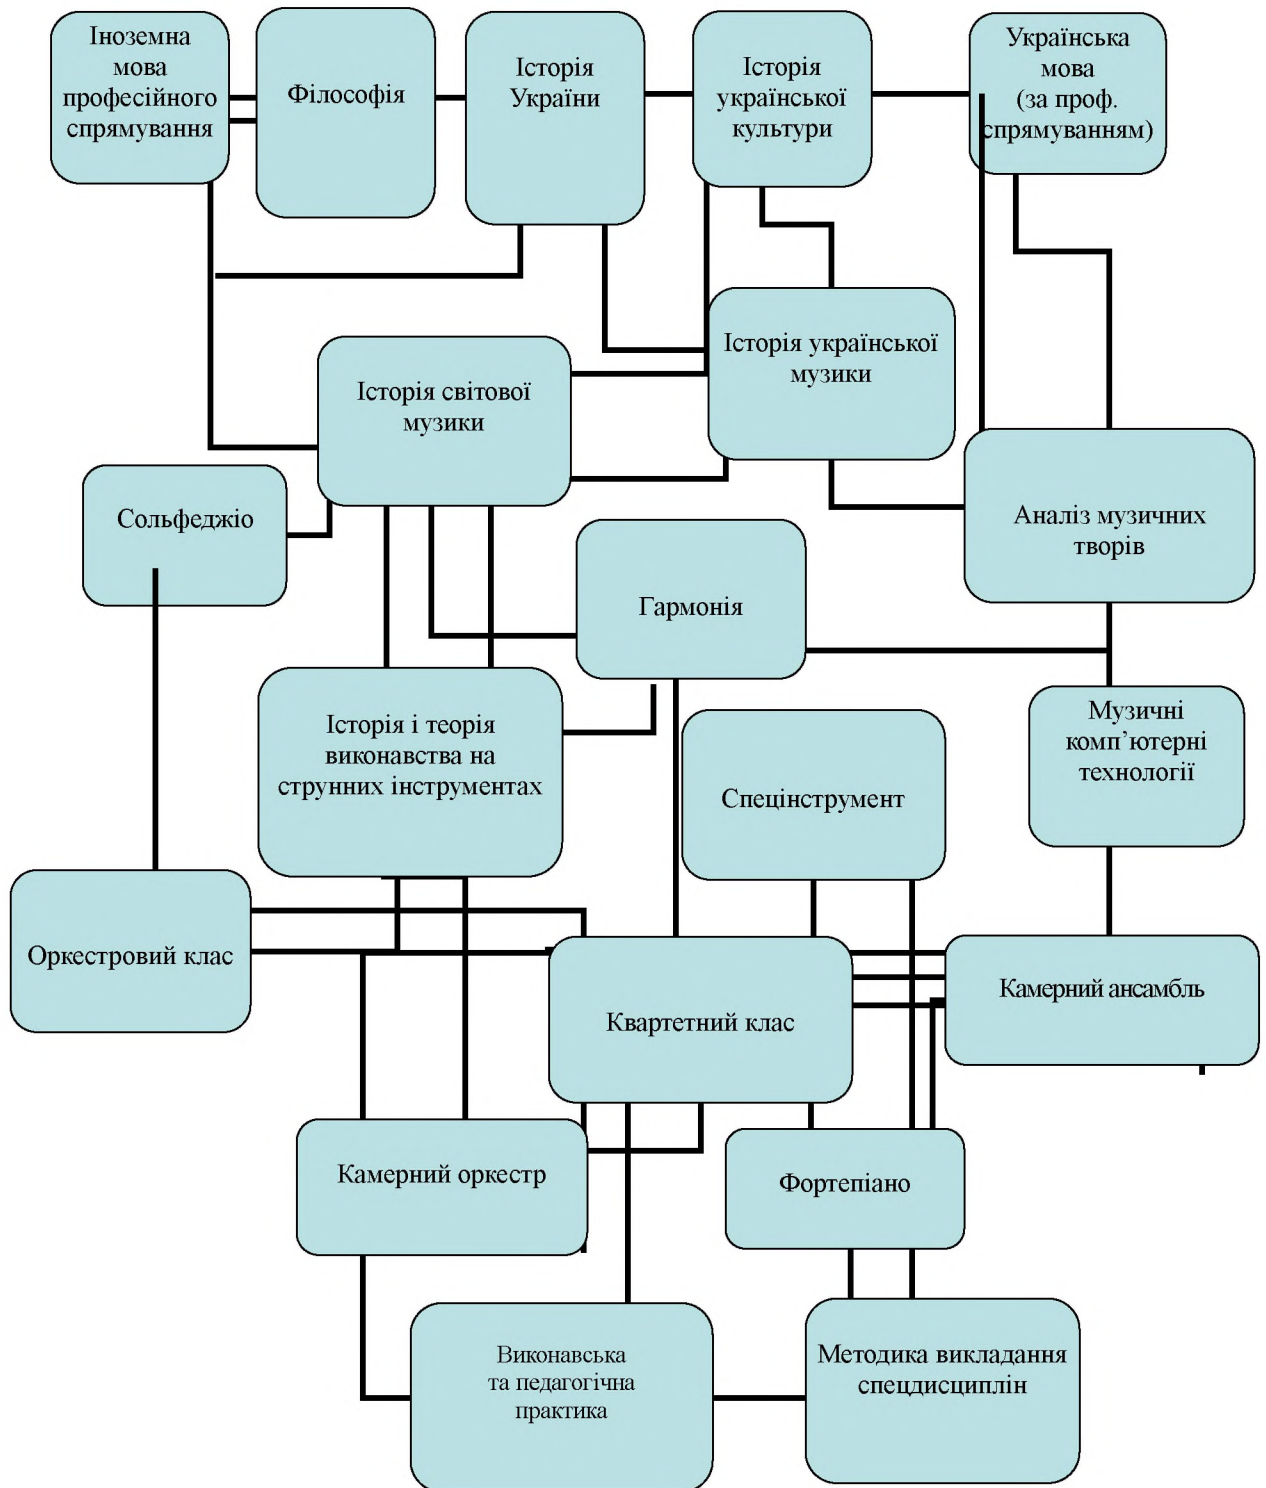 Іноземна
мова
професійного
спрямування
Філософія
Історія
України
Історія
української
культури
Українська
мова
(за проф.
спрямуванням)
Історія світової
музики
Історія української
музики
Сольфеджіо
Аналіз музичних
творів
Гармонія
Історія і теорія
виконавства на
струнних інструментах
Спецінструмент
Музичні
комп’ютерні
технології
Оркестровий клас
Квартетний клас
Камерний ансамбль
Камерний оркестр
Фортепіано
Виконавська
та педагогічна
практика
Методика викладання
спецдисциплін